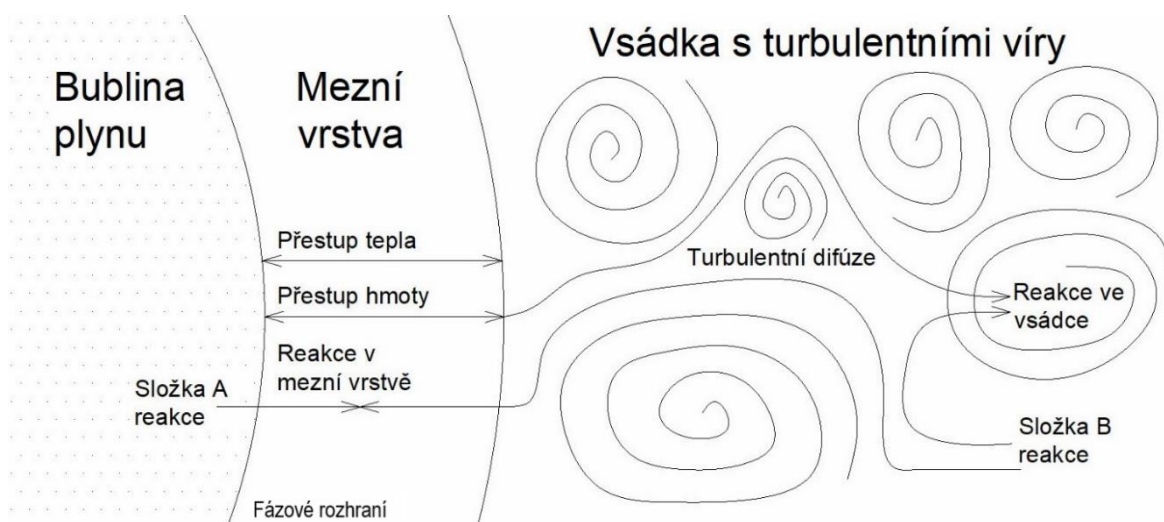 Vsádka s turbulentními víry
Bublina
plynu
Mezní
vrstva
Přestup tepla
Přestup hmoty
Reakce v
mezní vrstvě
Složka A
reakce
Fázové rozhraní
Turbulentní difúze
Reakce ve
vsádce
Složka B
reakce